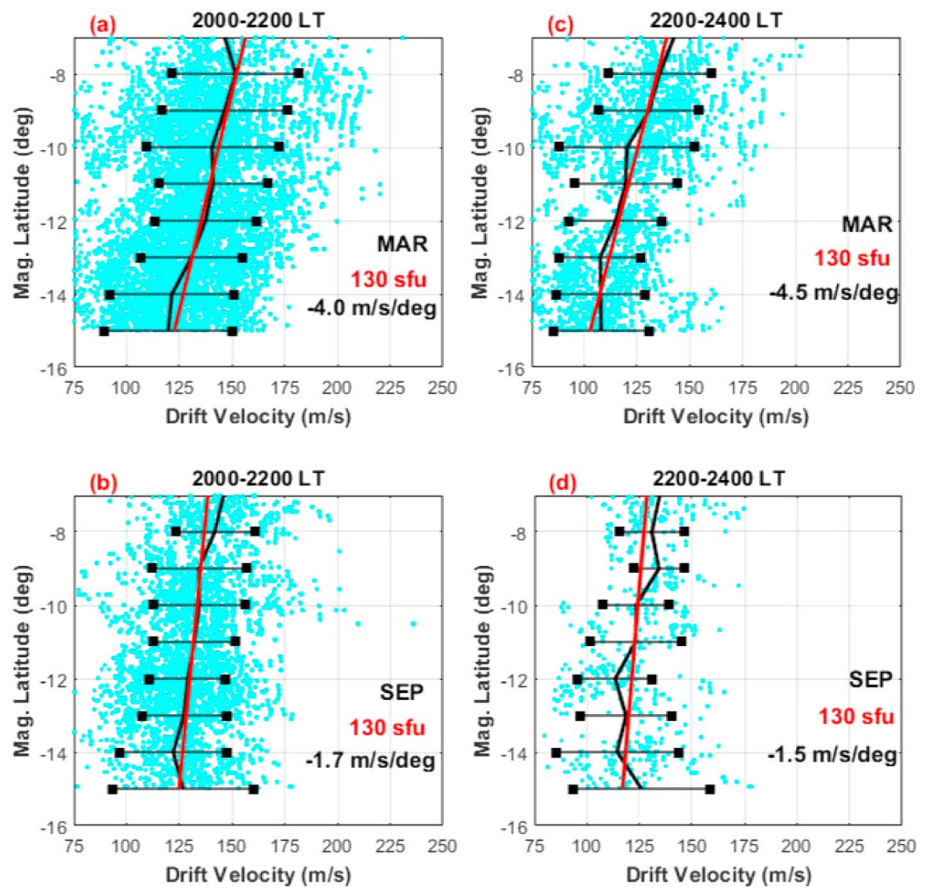 (a) 2000-2200 LT
-8
-10
-12
-14
-16
Mag. Latitude (deg)
MAR
130 sfu
-4.0 m/s/deg
75 100 125 150 175 200 225 250
Drift Velocity (m/s)
(c) 2200-2400 LT
-8
-10
-12
-14
-16
Mag. Latitude (deg)
MAR
130 sfu
-4.5 m/s/deg
75 100 125 150 175 200 225 250
Drift Velocity (m/s)
(b) 2000-2200 LT
-8
-10
-12
-14
-16
Mag. Latitude (deg)
SEP
130 sfu
-1.7 m/s/deg
75 100 125 150 175 200 225 250
Drift Velocity (m/s)
(d) 2200-2400 LT
-8
-10
-12
-14
-16
Mag. Latitude (deg)
SEP
130 sfu
-1.5 m/s/deg
75 100 125 150 175 200 225 250
Drift Velocity (m/s)